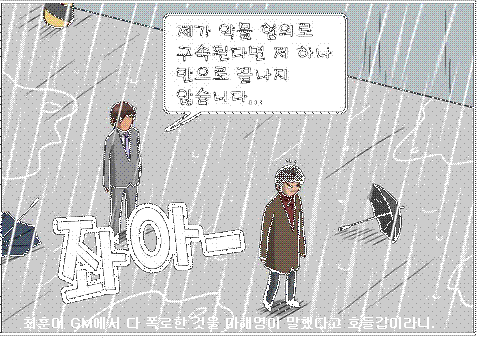 제가 약물 혐의로
구속된다면 저 하나
만으로 끝나지
않습니다...
좌아ㅡ
최훈이 GM에서 다 폭로한 것을 마해영이 말했다고 호들갑이라니.